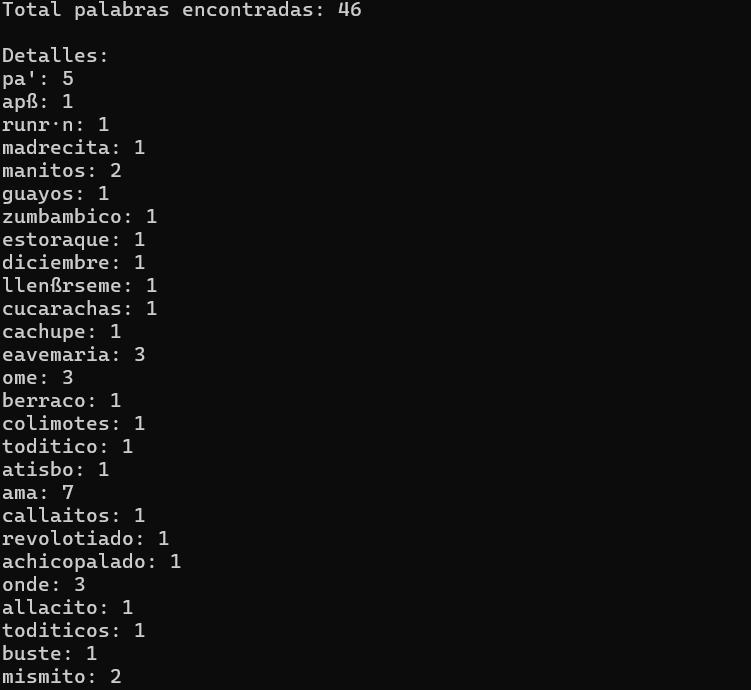 Total palabras encontradas: 46
Detalles:
pa': 5
apß: 1
runr·n: 1
madrecita: 1
manitos: 2
guayos: 1
zumbambico: 1
estoraque: 1
diciembre: 1
llenßrseme: 1
cucarachas: 1
cachupe: 1
eavemaria: 3
ome: 3
berraco: 1
colimotes: 1
toditico: 1
atisbo: 1
ama: 7
callaitos: 1
revolotiado: 1
achicopalado: 1
onde: 3
allacito: 1
toditicos: 1
buste: 1
mismito: 2